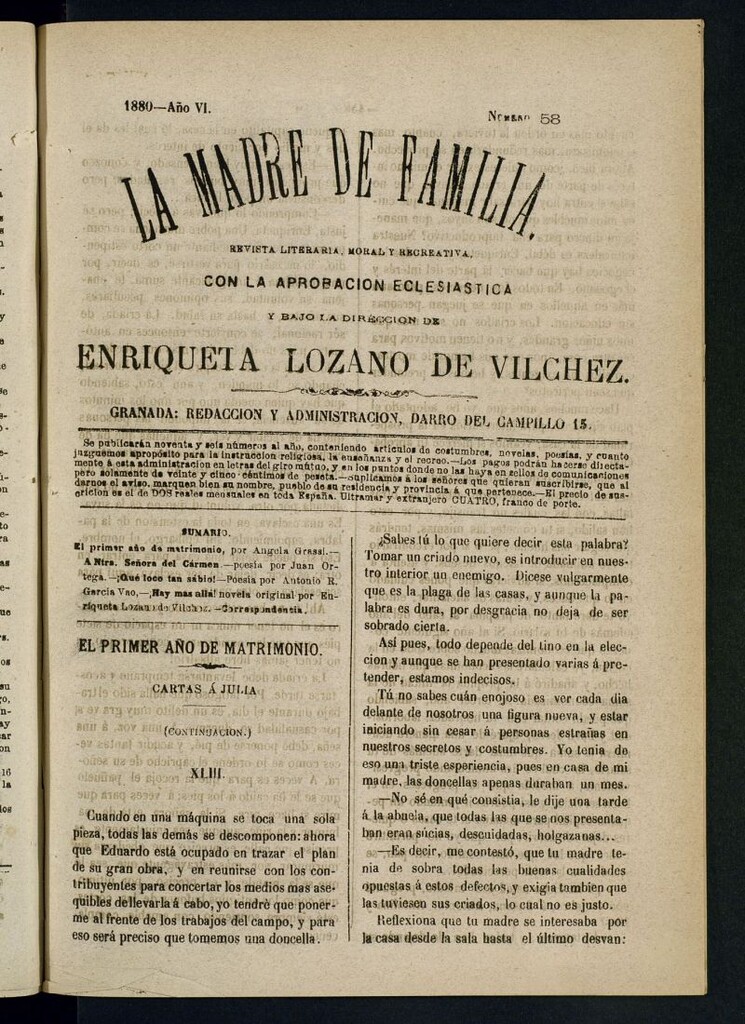 1880—Año VI.
Número 58
LA MADRE DE FAMILIA.
REVISTA LITERARIA, MORAL Y RECREATIVA,
CON LA APROBACION ECLESIASTICA
Y BAJO LA DIRECCION DE
ENRIQUETA LOZANO DE VILCHEZ.
GRANADA: REDACCION Y ADMINISTRACION, DARRO DEL CAMPILLO 15.
Se publicarán noventa y seis números al año, conteniendo artículos de costumbres, novelas, poesías, y cuanto
juzguemos apropósito para la instruccion religiosa, la enseñanza y el recreo.—Los pagos podrán hacerse directa-
mente á esta administracion en letras del giro mútuo, y en los puntos donde no las haya en sellos de comunicaciones
pero solamente de veinte y cinco céntimos de peseta.—suplicamos á los señores que quieran suscribirse, que al
darnos el aviso, marquen bien su nombre, pueblo de su residencia y provincia á que pertenece.—El precio de sus-
cricion es el de DOS reales mensuales en toda España. Ultramar y extranjero CUATRO, franco de porte.
SUMARIO.
El primer año de matrimonio, por Angela Grassi.—
A Ntra. Señora del Cármen.—poesia por Juan Or-
tega.—¡Qué loco tan sábio!—Poesia por Antonio R.
García Vao,—¡Hay mas allá! novela original por En-
riqueta Lozano de Vilchez.—Correspondencia.
EL PRIMER AÑO DE MATRIMONIO.
CARTAS Á JULIA
(CONTINUACION.)
XLIII.
Cuando en una máquina se toca una sola
pieza, todas las demás se descomponen: ahora
que Eduardo está ocupado en trazar el plan
de su gran obra, y en reunirse con los con-
tribuyentes para concertar los medios mas ase-
quibles de llevarla á cabo, yo tendré que poner-
me al frente de los trabajos del campo, y para
eso será preciso que tomemos una doncella.
¿Sabes tú lo que quiere decir esta palabra?
Tomar un criado nuevo, es introducir en nues-
tro interior un enemigo. Dícese vulgarmente
que es la plaga de las casas, y aunque la pa-
labra es dura, por desgracia no deja de ser
sobrado cierta.
Así pues, todo depende del tino en la elec-
cion y aunque se han presentado varias á pre-
tender, estamos indecisos.
Tú no sabes cuán enojoso es ver cada dia
delante de nosotros una figura nueva, y estar
iniciando sin cesar á personas estrañas en
nuestros secretos y costumbres. Yo tenia de
eso una triste esperiencia, pues en casa de mi
madre, las doncellas apenas duraban un mes.
—No sé en qué consistia, le dije una tarde
á la abuela, que todas las que se nos presenta-
ban eran súcias, descuidadas, holgazanas...
—Es decir, me contestó, que tu madre te-
nia de sobra todas las buenas cualidades
opuestas á estos defectos, y exigia tambien que
las tuviesen sus criados, lo cual no es justo.
Reflexiona que tu madre se interesaba por
la casa desde la sala hasta el último desvan: